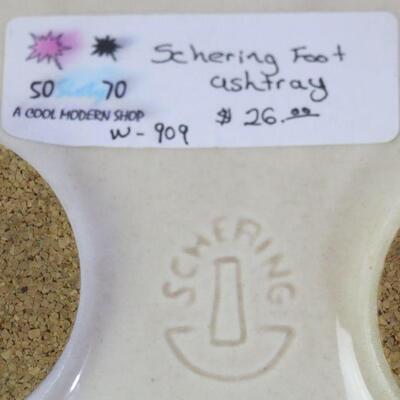 Schering Foot
ashtray
50 70
A COOL MODERN SHOP
$ 26.00
W - 909
SCHERING